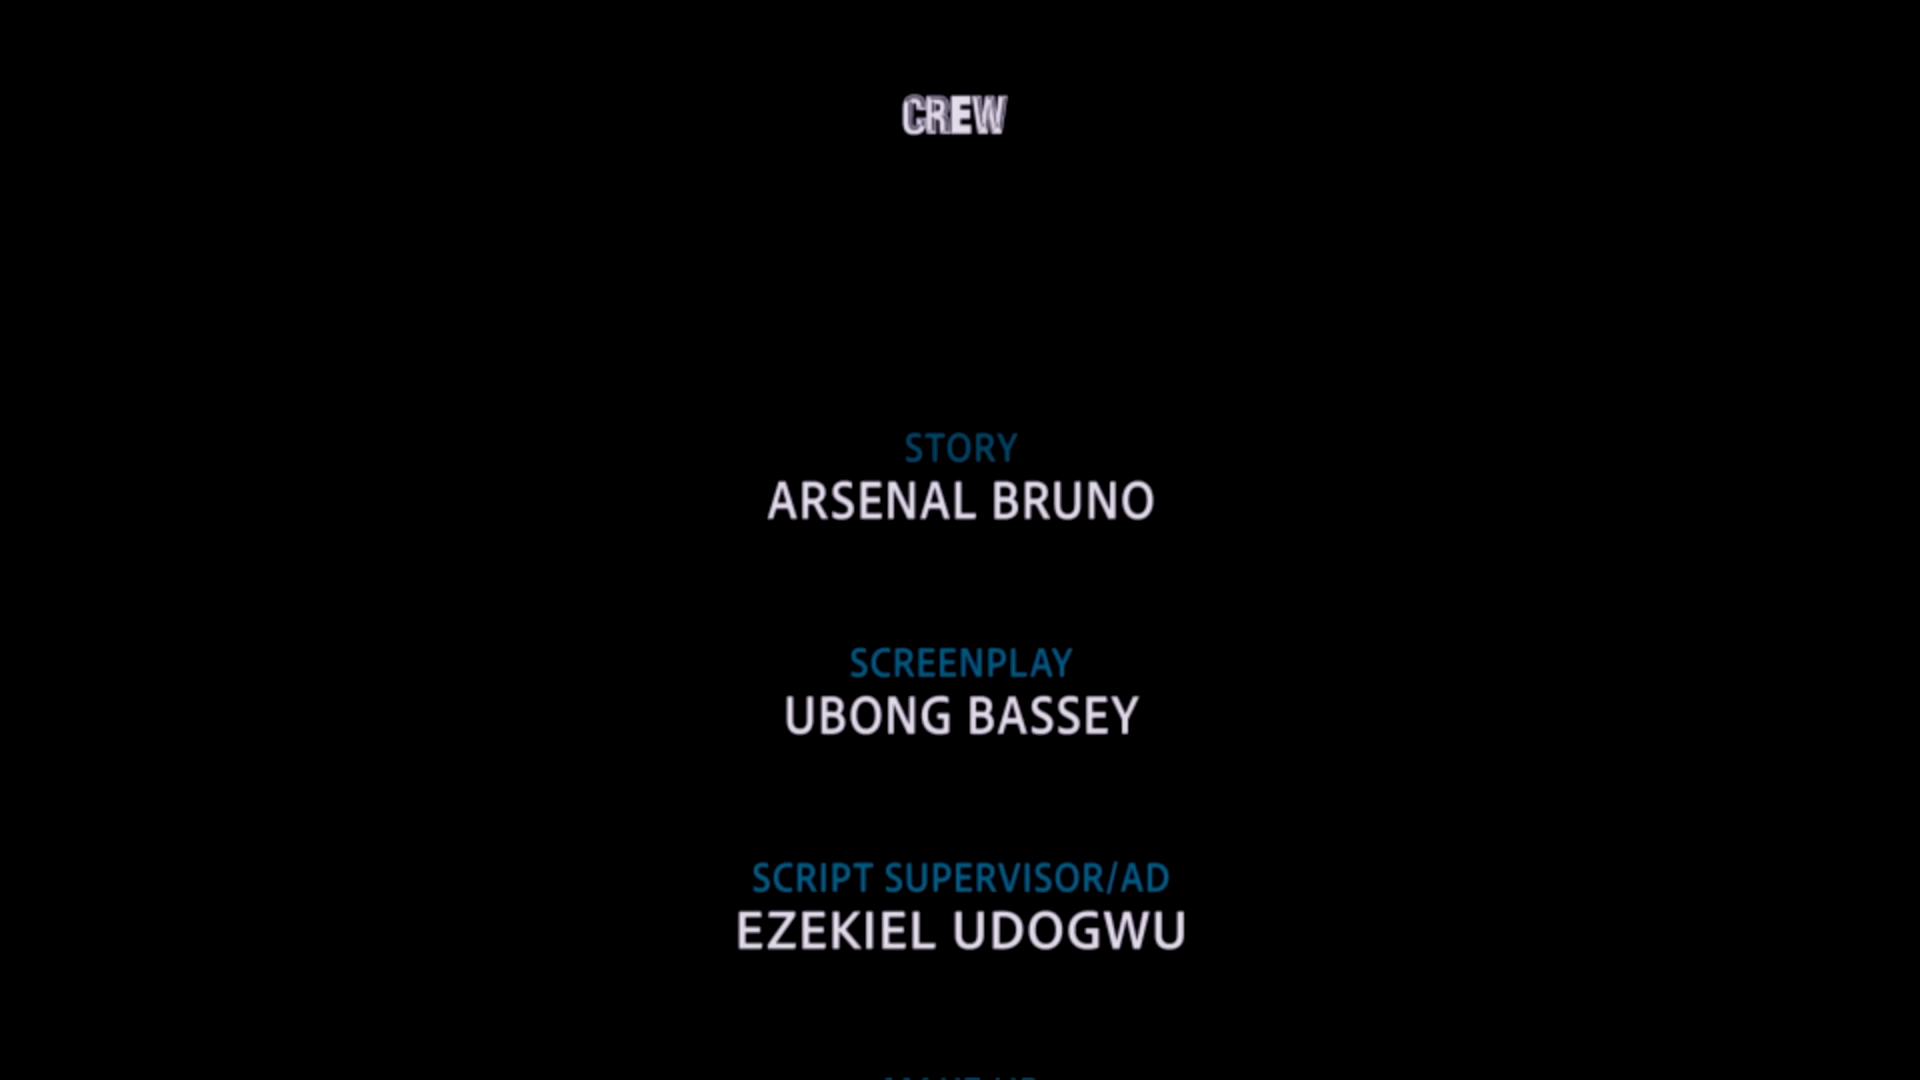 CREW
STORY
ARSENAL BRUNO
SCREENPLAY
UBONG BASSEY
SCRIPT SUPERVISOR/AD
EZEKIEL UDOGWU